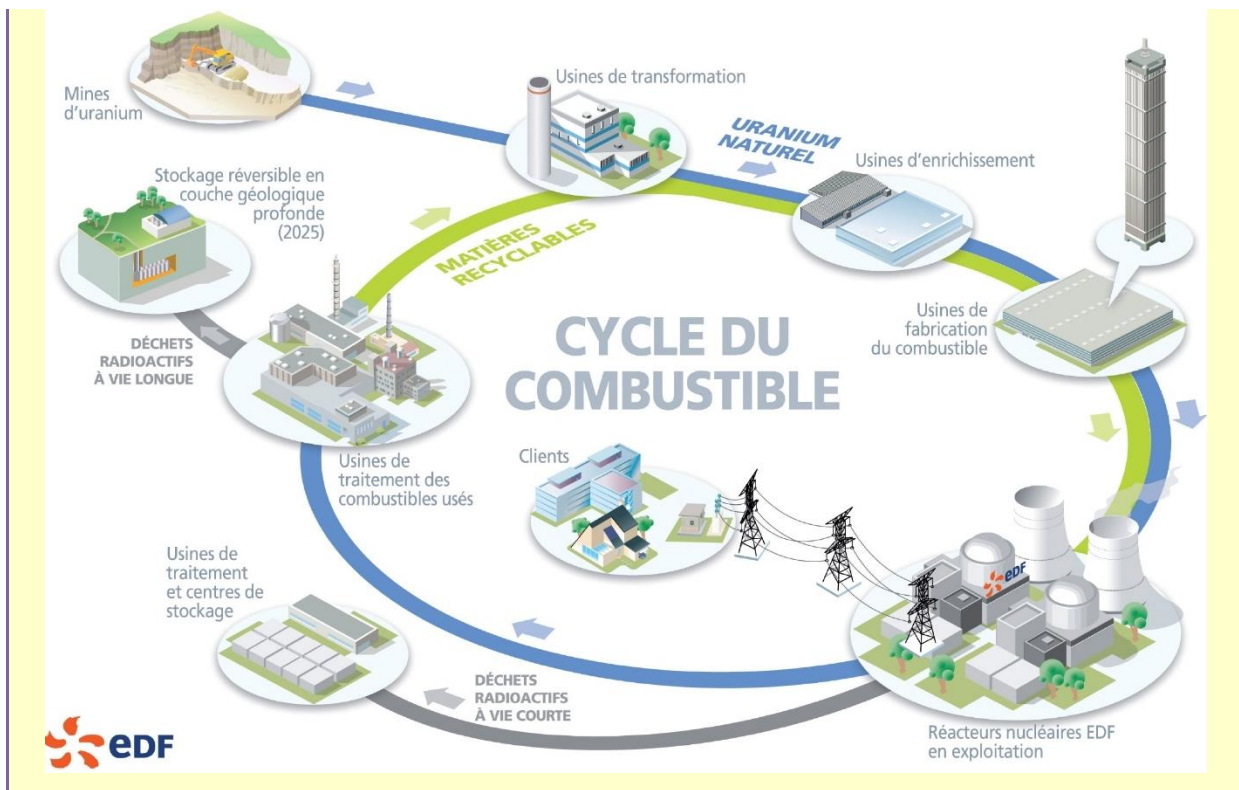 Mines
d'uranium
Usines de transformation
URANIUM
NATUREL
Usines d'enrichissement
Stockage réversible en
couche géologique
profonde
(2025)
MATIÈRES
RECYCLABLES
Usines de
fabrication
du combustible
DÉCHETS
RADIOACTIFS
À VIE LONGUE
CYCLE DU
COMBUSTIBLE
Usines de
traitement des
combustibles usés
Clients
Usines de
traitement
et centres de
stockage
eDF
DÉCHETS
RADIOACTIFS
À VIE COURTE
Réacteurs nucléaires EDF
en exploitation
eDF